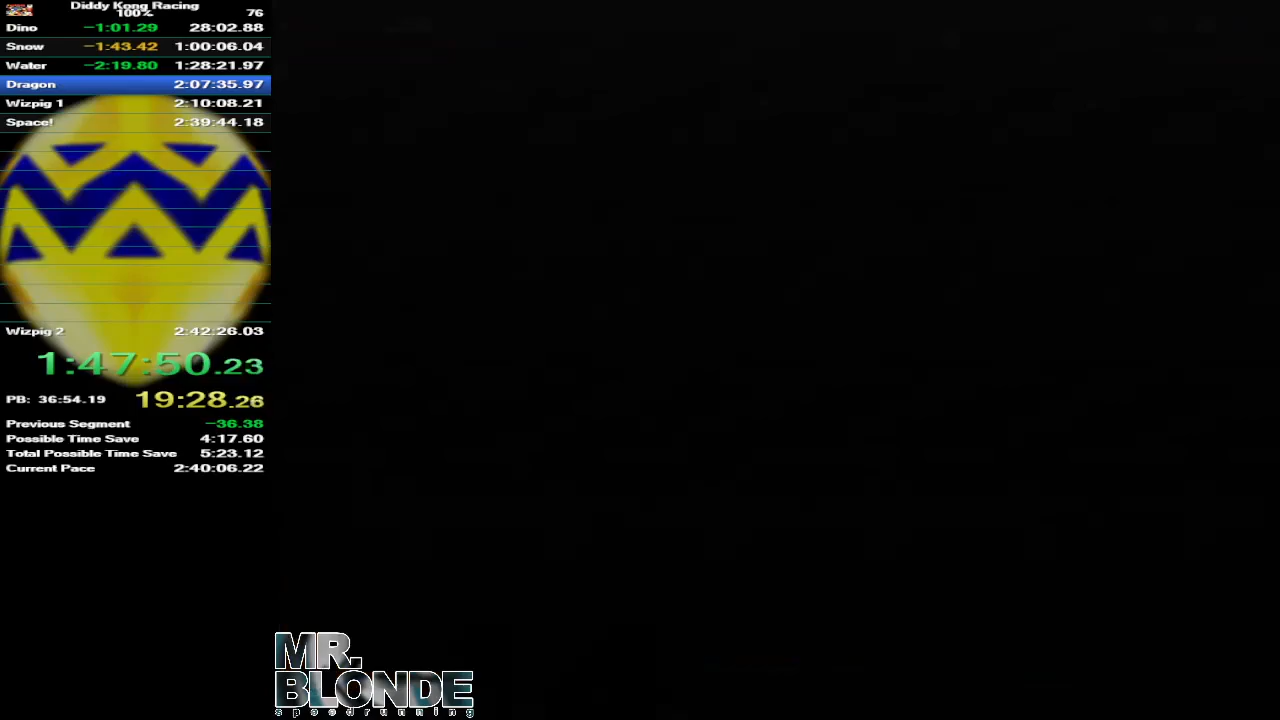 Diddy Kong Racing
100% 76
Dino -1:01.29 28:02.88
Snow -1:43.42 1:00:06.04
Water -2:19.80 1:28:21.97
Dragon 2:07:35.97
Wizpig 1 2:10:08.21
Space! 2:39:44.18
Wizpig 2 2:42:26.03
1:47:50.23
PB: 36:54.19 19:28.26
Previous Segment -36.38
Possible Time Save 4:17.60
Total Possible Time Save 5:23.12
Current Pace 2:40:06.22
MR.
BLONDE
speedrunning